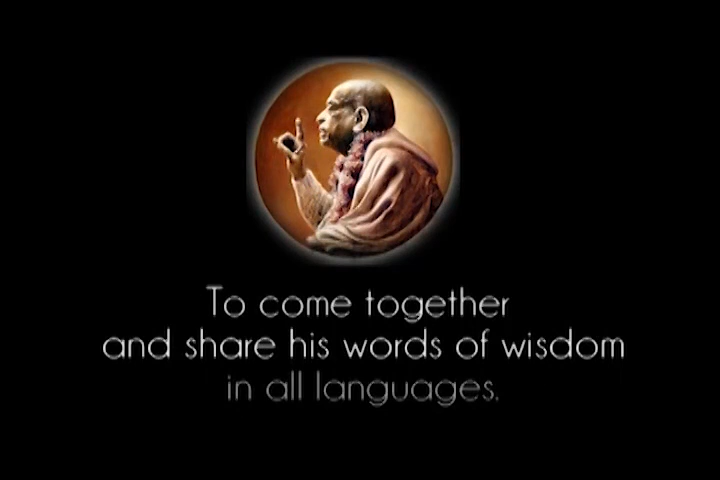 To come together
and share his words of wisdom
in all languages.